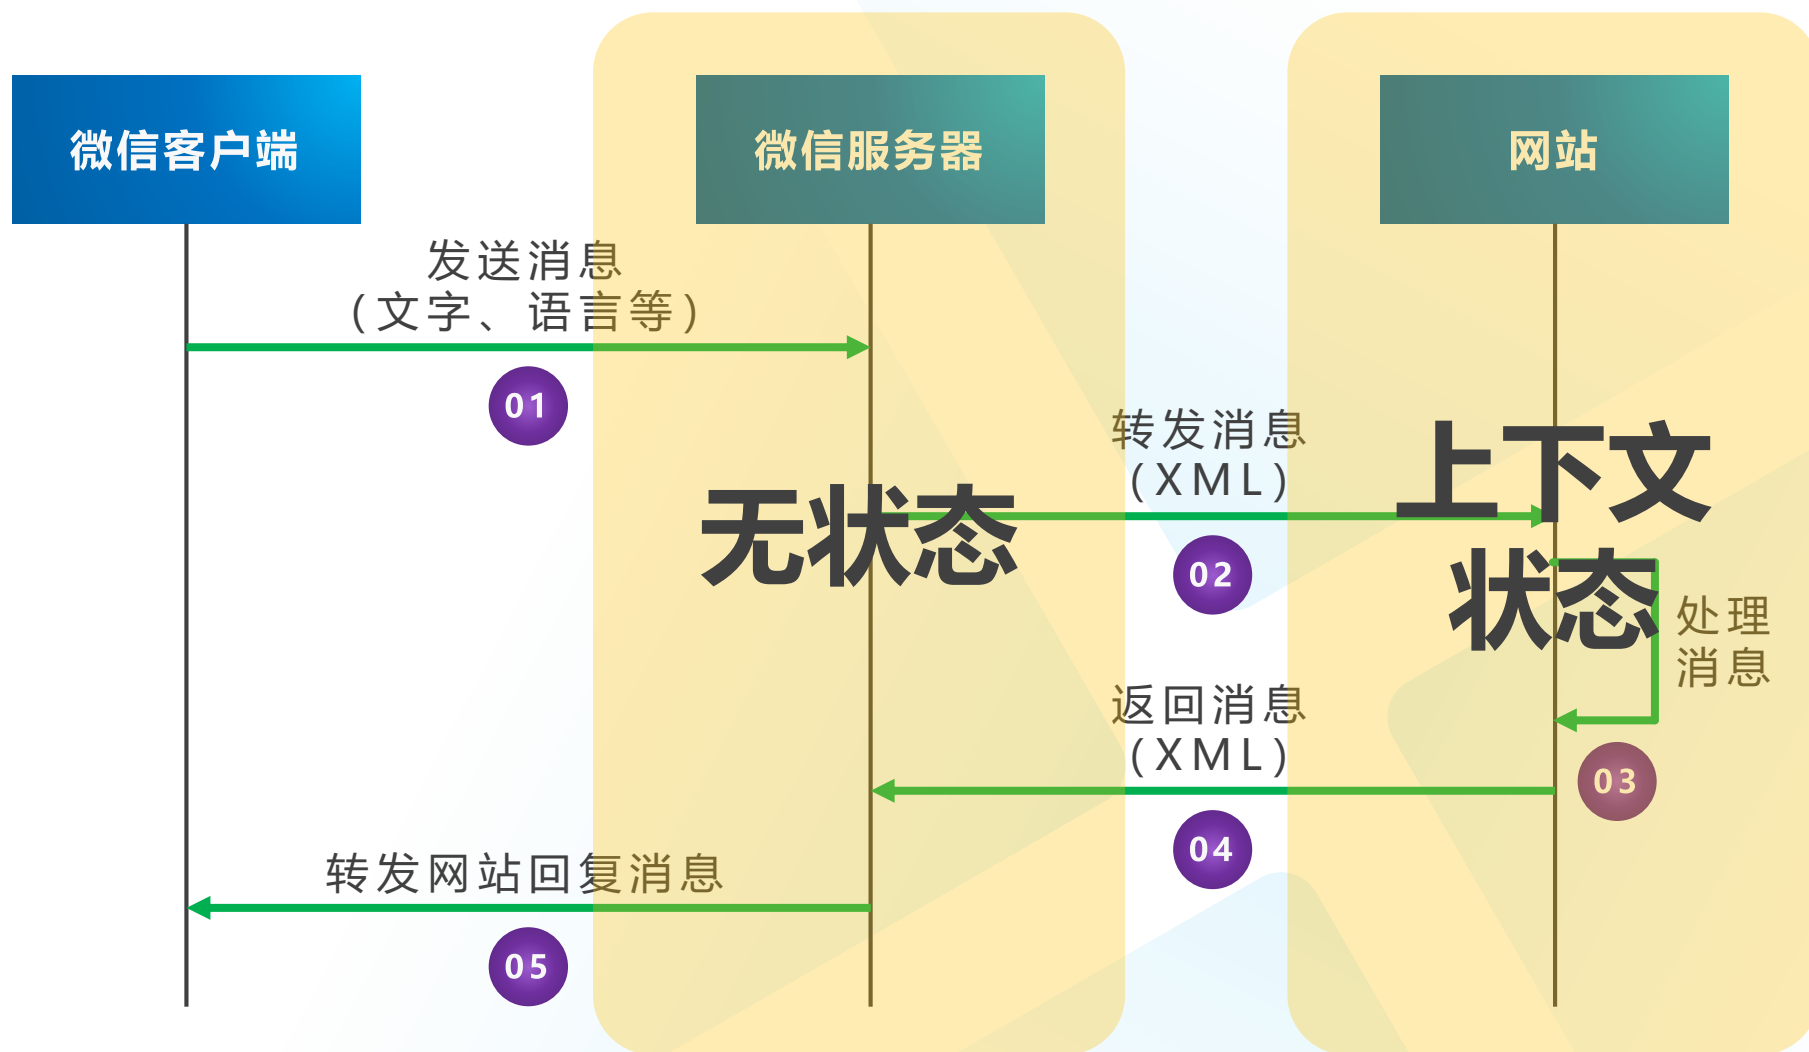 微信客户端
微信服务器
网站
发送消息
（文字、语言等）
01
转发消息
（XML）
02
无状态
上下文
状态
处理
消息
03
返回消息
（XML）
04
转发网站回复消息
05